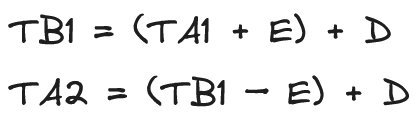 TB1 = (TA1 + E) + D
TA2 = (TB1 - E) + D